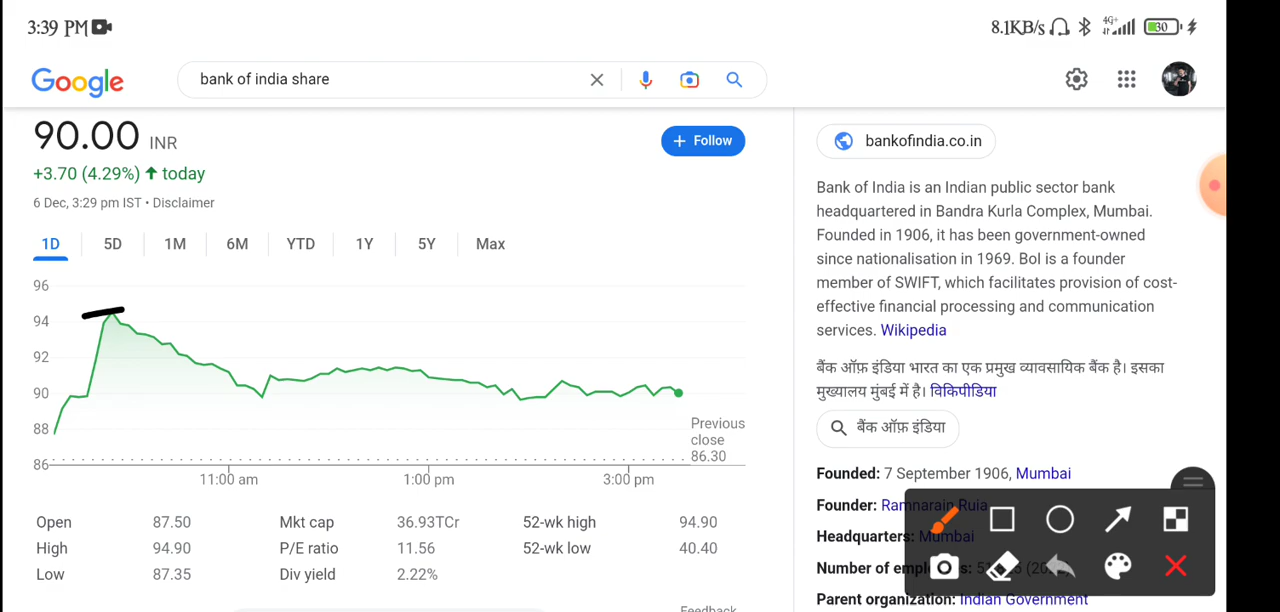 3:39 PM
8.1KB/s 4G+ 30
Google
bank of india share
90.00 INR
+ Follow
+3.70 (4.29%) ↑ today
6 Dec, 3:29 pm IST • Disclaimer
1D 5D 1M 6M YTD 1Y 5Y Max
96
94
92
90
88
86
Previous
close
86.30
11:00 am 1:00 pm 3:00 pm
Open 87.50 Mkt cap 36.93TCr 52-wk high 94.90
High 94.90 P/E ratio 11.56 52-wk low 40.40
Low 87.35 Div yield 2.22%
Feedback
bankofindia.co.in
Bank of India is an Indian public sector bank
headquartered in Bandra Kurla Complex, Mumbai.
Founded in 1906, it has been government-owned
since nationalisation in 1969. BoI is a founder
member of SWIFT, which facilitates provision of cost-
effective financial processing and communication
services. Wikipedia
बैंक ऑफ़ इंडिया भारत का एक प्रमुख व्यावसायिक बैंक है। इसका
मुख्यालय मुंबई में है। विकिपीडिया
बैंक ऑफ़ इंडिया
Founded: 7 September 1906, Mumbai
Founder: Ramnarain Ruia
Headquarters: Mumbai
Number of
Parent organization: Indian Government